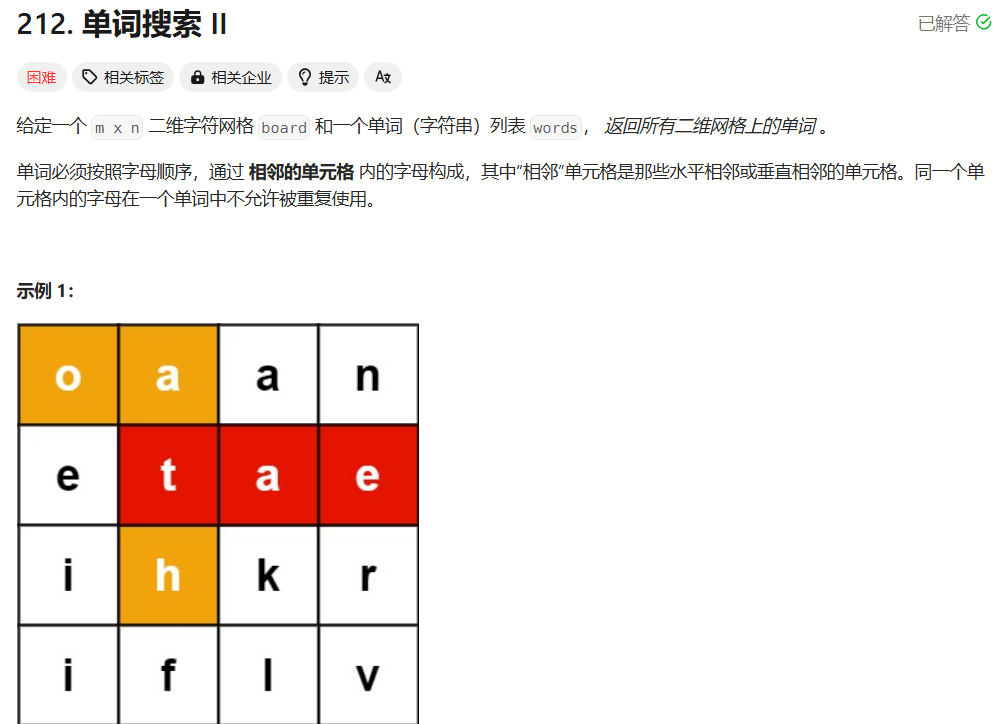 212. 单词搜索 II
已解答
困难 相关标签 相关企业 提示 Aあ
给定一个 m x n 二维字符网格 board 和一个单词（字符串）列表 words， 返回所有二维网格上的单词 。
单词必须按照字母顺序，通过 相邻的单元格 内的字母构成，其中“相邻”单元格是那些水平相邻或垂直相邻的单元格。同一个单
元格内的字母在一个单词中不允许被重复使用。
示例 1：
o a a n
e t a e
i h k r
i f l v